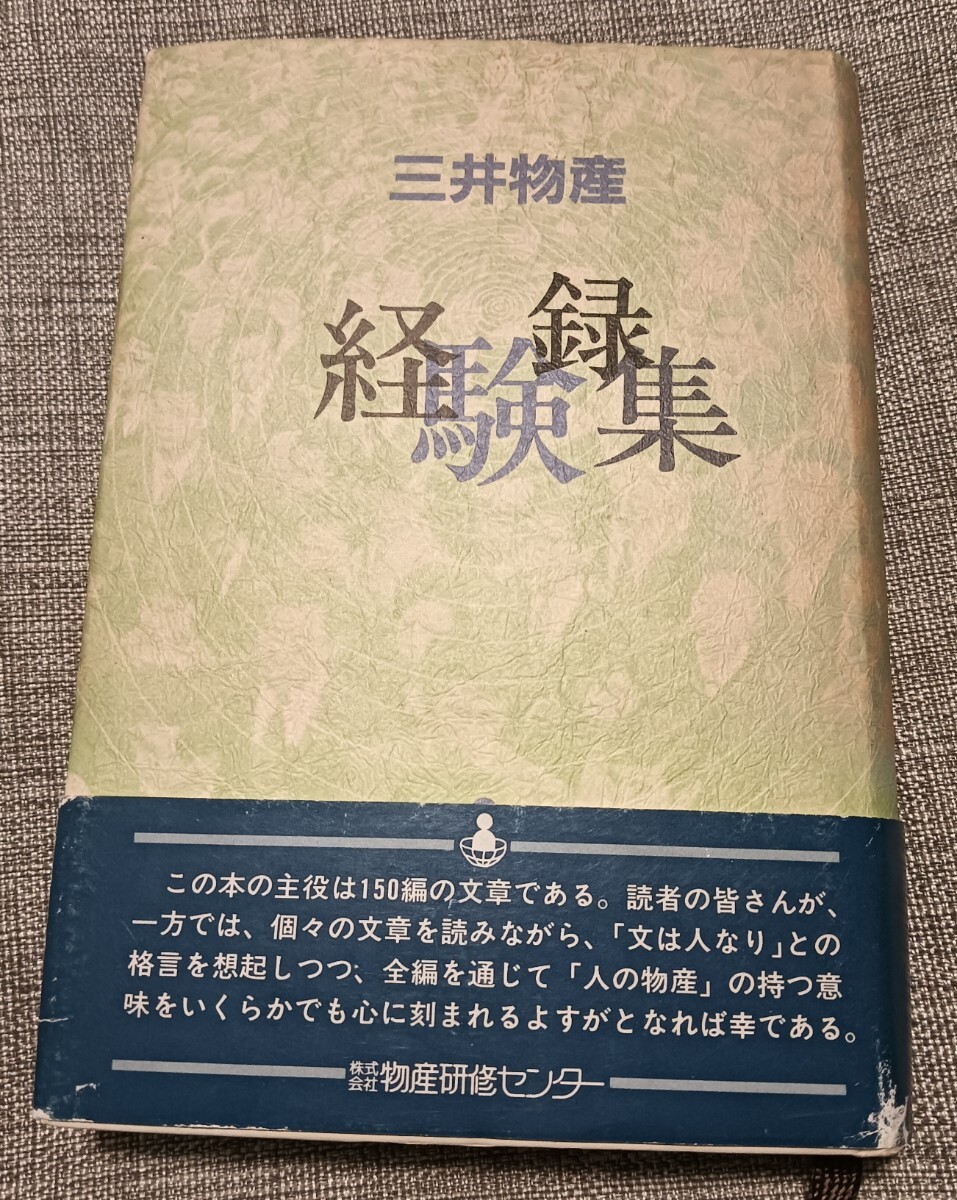 三井物産
経験録集
この本の主役は150編の文章である。読者の皆さんが、
一方では、個々の文章を読みながら、「文は人なり」との
格言を想起しつつ、全編を通じて「人の物産」の持つ意
味をいくらかでも心に刻まれるよすがとなれば幸である。
株式会社物産研修センター